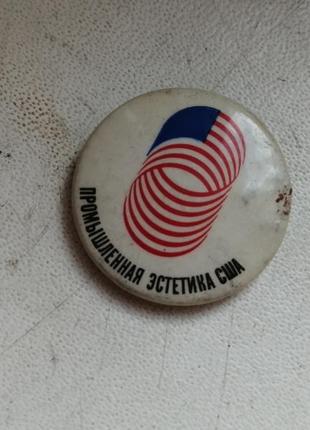 ПРОМЫШЛЕННАЯ ЭСТЕТИКА США